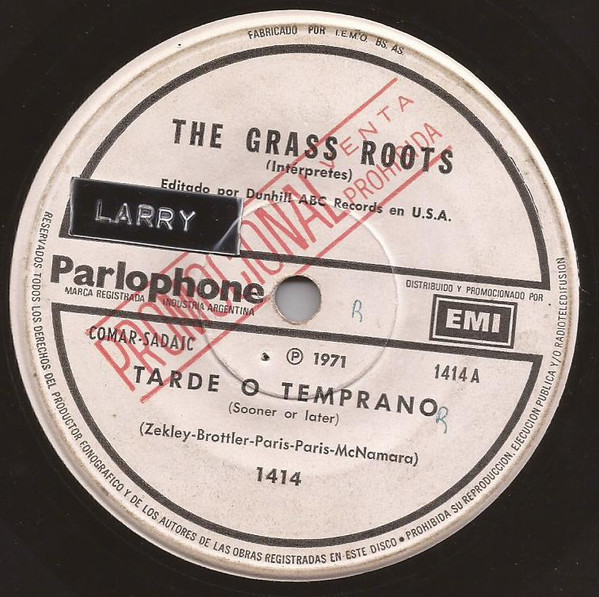 FABRICADO POR I.E.M.O. BS. AS.
THE GRASS ROOTS
(Intérpretes)
Editado por Dunhill ABC Records en U.S.A.
PROMOCIONAL
VENTA
PROHIBIDA
LARRY
Parlophone
MARCA REGISTRADA INDUSTRIA ARGENTINA
DISTRIBUIDO Y PROMOCIONADO POR
EMI
R
COMAR-SADAIC
℗ 1971
1414 A
TARDE O TEMPRANO
R
(Sooner or later)
(Zekley-Brottler-Paris-Paris-McNamara)
1414
RESERVADOS TODOS LOS DERECHOS DEL PRODUCTOR FONOGRAFICO Y DE LOS AUTORES DE LAS OBRAS REGISTRADAS EN ESTE DISCO • PROHIBIDA SU REPRODUCCION, EJECUCION PUBLICA Y/O RADIOTELEDIFUSION